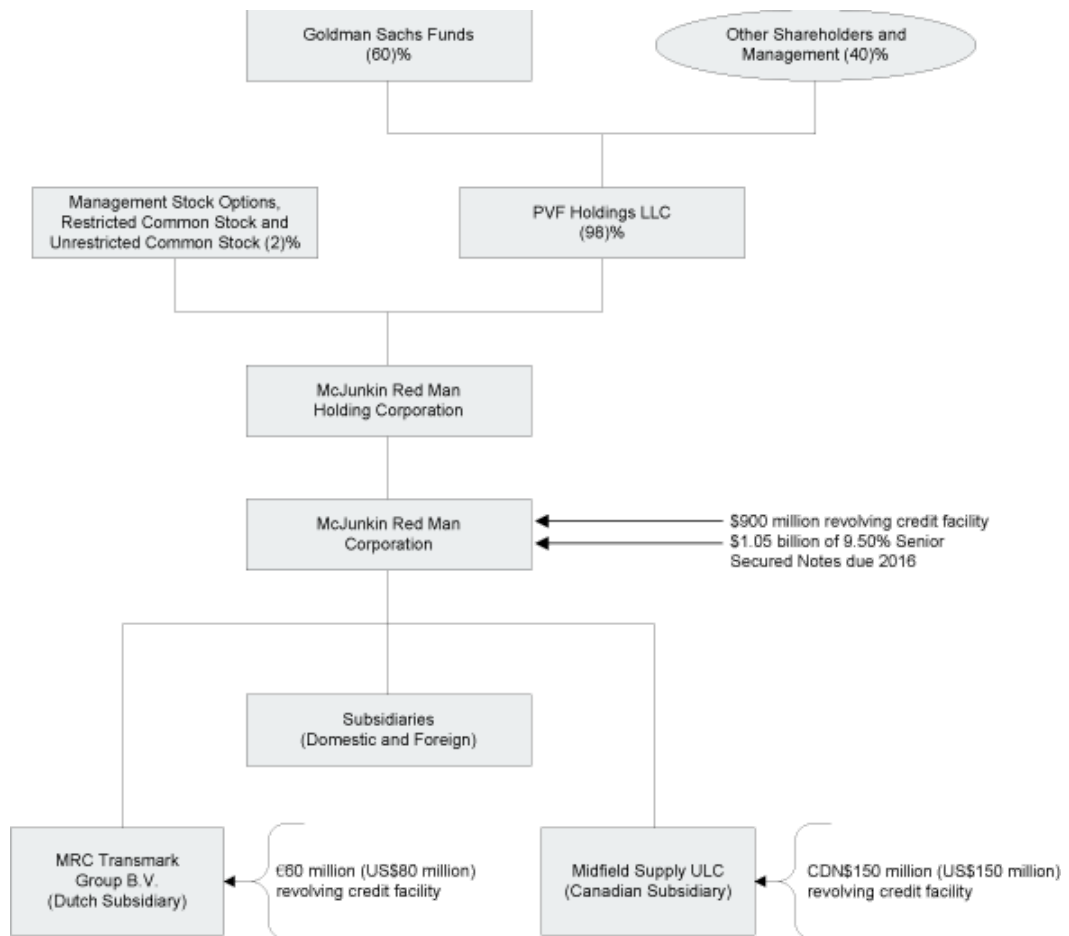 Goldman Sachs Funds
(60)%
Other Shareholders and
Management (40)%
Management Stock Options,
Restricted Common Stock and
Unrestricted Common Stock (2)%
PVF Holdings LLC
(98)%
McJunkin Red Man
Holding Corporation
McJunkin Red Man
Corporation
$900 million revolving credit facility
$1.05 billion of 9.50% Senior
Secured Notes due 2016
Subsidiaries
(Domestic and Foreign)
MRC Transmark
Group B.V.
(Dutch Subsidiary)
€60 million (US$80 million)
revolving credit facility
Midfield Supply ULC
(Canadian Subsidiary)
CDN$150 million (US$150 million)
revolving credit facility